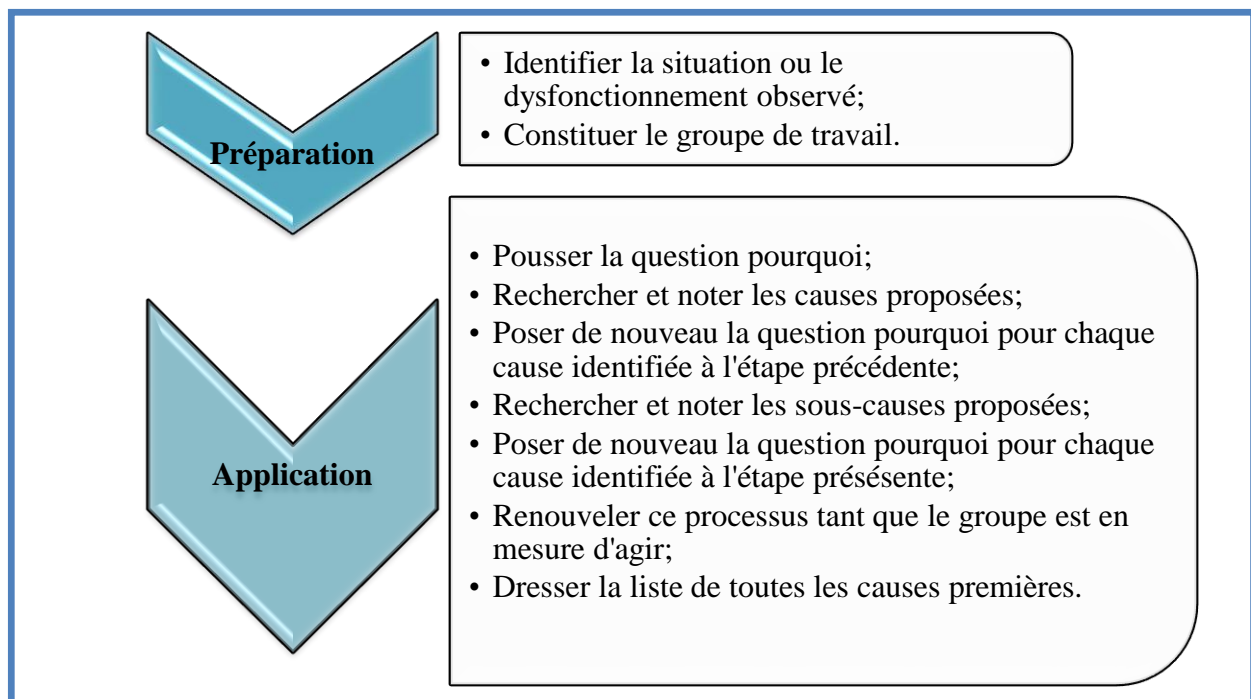 Préparation
• Identifier la situation ou le
dysfonctionnement observé;
• Constituer le groupe de travail.
Application
• Pousser la question pourquoi;
• Rechercher et noter les causes proposées;
• Poser de nouveau la question pourquoi pour chaque
cause identifiée à l'étape précédente;
• Rechercher et noter les sous-causes proposées;
• Poser de nouveau la question pourquoi pour chaque
cause identifiée à l'étape présésente;
• Renouveler ce processus tant que le groupe est en
mesure d'agir;
• Dresser la liste de toutes les causes premières.